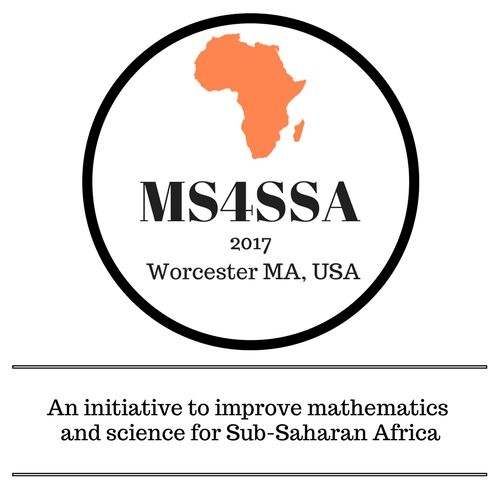 MS4SSA
2017
Worcester MA, USA
An initiative to improve mathematics
and science for Sub-Saharan Africa